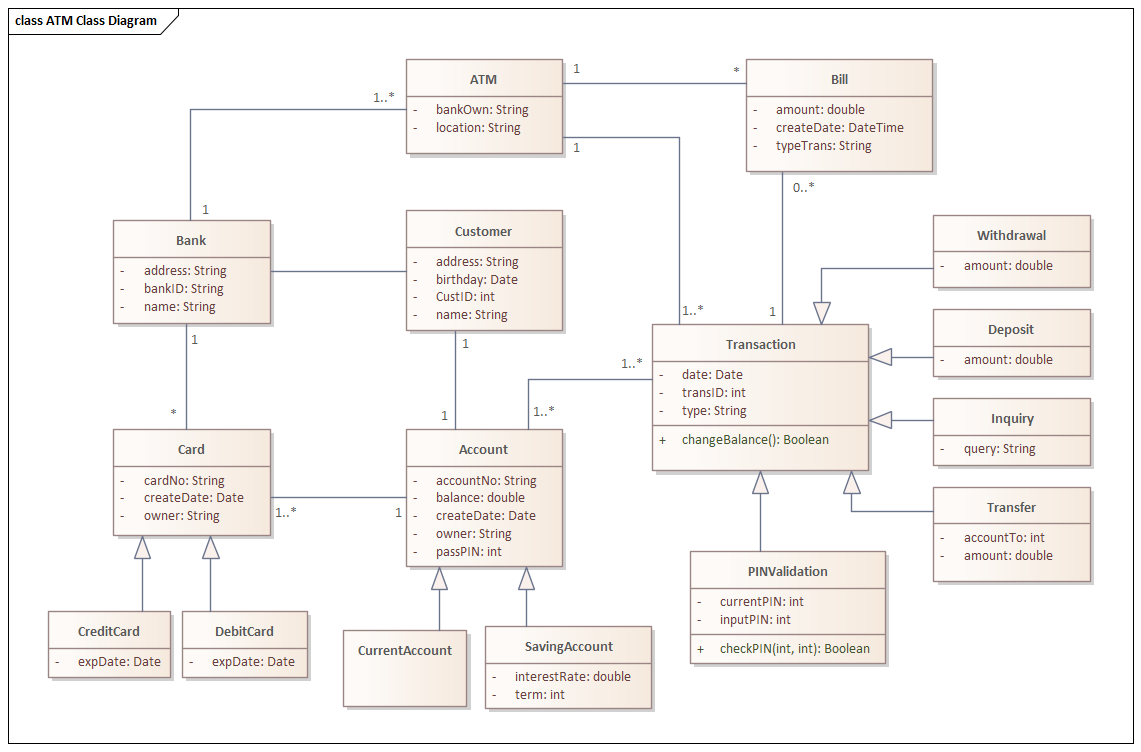 class ATM Class Diagram
ATM
- bankOwn: String
- location: String
1
*
1..*
1
Bill
- amount: double
- createDate: DateTime
- typeTrans: String
0..*
1
Bank
- address: String
- bankID: String
- name: String
1
Customer
- address: String
- birthday: Date
- CustID: int
- name: String
1
Withdrawal
- amount: double
1..*
1
Transaction
- date: Date
- transID: int
- type: String
+ changeBalance(): Boolean
Deposit
- amount: double
1..*
1..*
Inquiry
- query: String
*
1
Card
- cardNo: String
- createDate: Date
- owner: String
1..*
1
Account
- accountNo: String
- balance: double
- createDate: Date
- owner: String
- passPIN: int
Transfer
- accountTo: int
- amount: double
PINValidation
- currentPIN: int
- inputPIN: int
+ checkPIN(int, int): Boolean
CreditCard
- expDate: Date
DebitCard
- expDate: Date
CurrentAccount
SavingAccount
- interestRate: double
- term: int